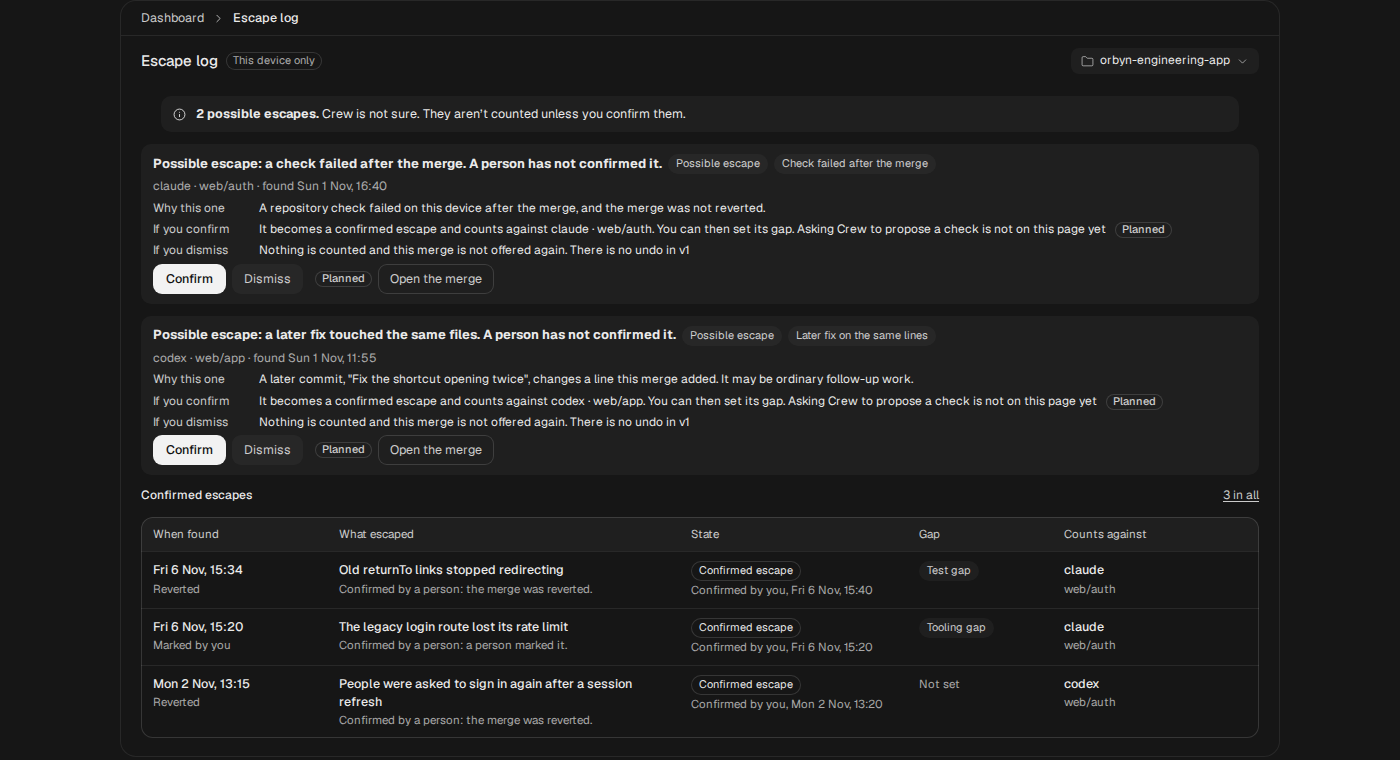 Dashboard > Escape log
Escape log This device only orbyn-engineering-app
2 possible escapes. Crew is not sure. They aren't counted unless you confirm them.
Possible escape: a check failed after the merge. A person has not confirmed it. Possible escape Check failed after the merge
claude · web/auth · found Sun 1 Nov, 16:40
Why this one A repository check failed on this device after the merge, and the merge was not reverted.
If you confirm It becomes a confirmed escape and counts against claude · web/auth. You can then set its gap. Asking Crew to propose a check is not on this page yet Planned
If you dismiss Nothing is counted and this merge is not offered again. There is no undo in v1
Confirm Dismiss Planned Open the merge
Possible escape: a later fix touched the same files. A person has not confirmed it. Possible escape Later fix on the same lines
codex · web/app · found Sun 1 Nov, 11:55
Why this one A later commit, "Fix the shortcut opening twice", changes a line this merge added. It may be ordinary follow-up work.
If you confirm It becomes a confirmed escape and counts against codex · web/app. You can then set its gap. Asking Crew to propose a check is not on this page yet Planned
If you dismiss Nothing is counted and this merge is not offered again. There is no undo in v1
Confirm Dismiss Planned Open the merge
Confirmed escapes 3 in all
When found What escaped State Gap Counts against
Fri 6 Nov, 15:34 Old returnTo links stopped redirecting Confirmed escape Test gap claude
Reverted Confirmed by a person: the merge was reverted. Confirmed by you, Fri 6 Nov, 15:40 web/auth
Fri 6 Nov, 15:20 The legacy login route lost its rate limit Confirmed escape Tooling gap claude
Marked by you Confirmed by a person: a person marked it. Confirmed by you, Fri 6 Nov, 15:20 web/auth
Mon 2 Nov, 13:15 People were asked to sign in again after a session Confirmed escape Not set codex
Reverted refresh Confirmed by you, Mon 2 Nov, 13:20 web/auth
Confirmed by a person: the merge was reverted.